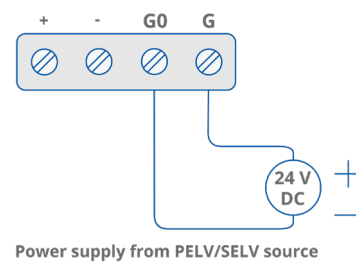 + - G0 G
24 V
DC
+
-
Power supply from PELV/SELV source